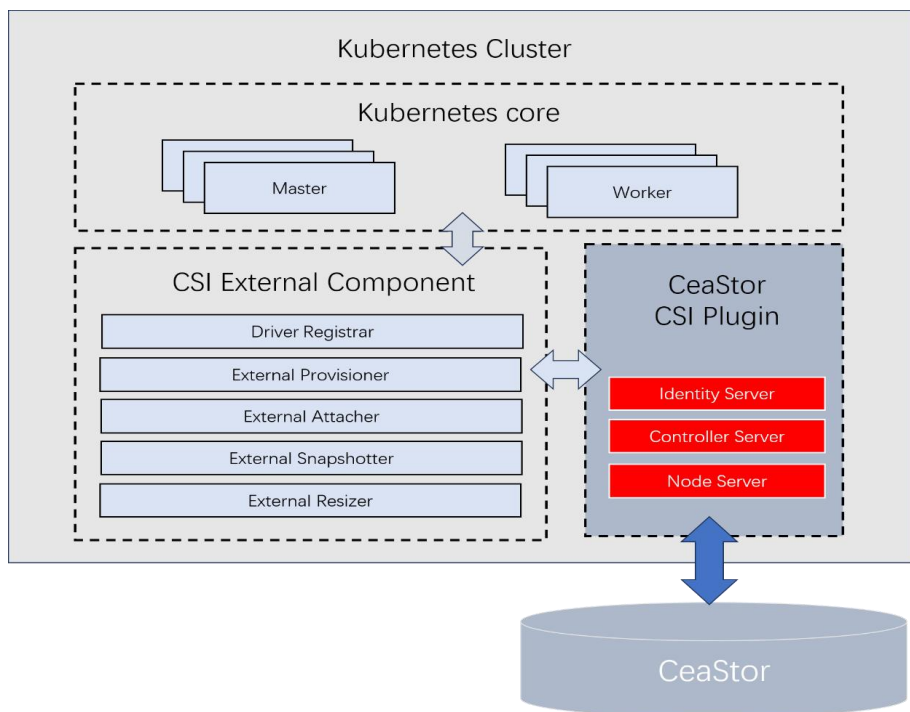 Kubernetes Cluster
Kubernetes core
Master
Worker
CSI External Component
Driver Registrar
External Provisioner
External Attacher
External Snapshotter
External Resizer
CeaStor
CSI Plugin
Identity Server
Controller Server
Node Server
CeaStor